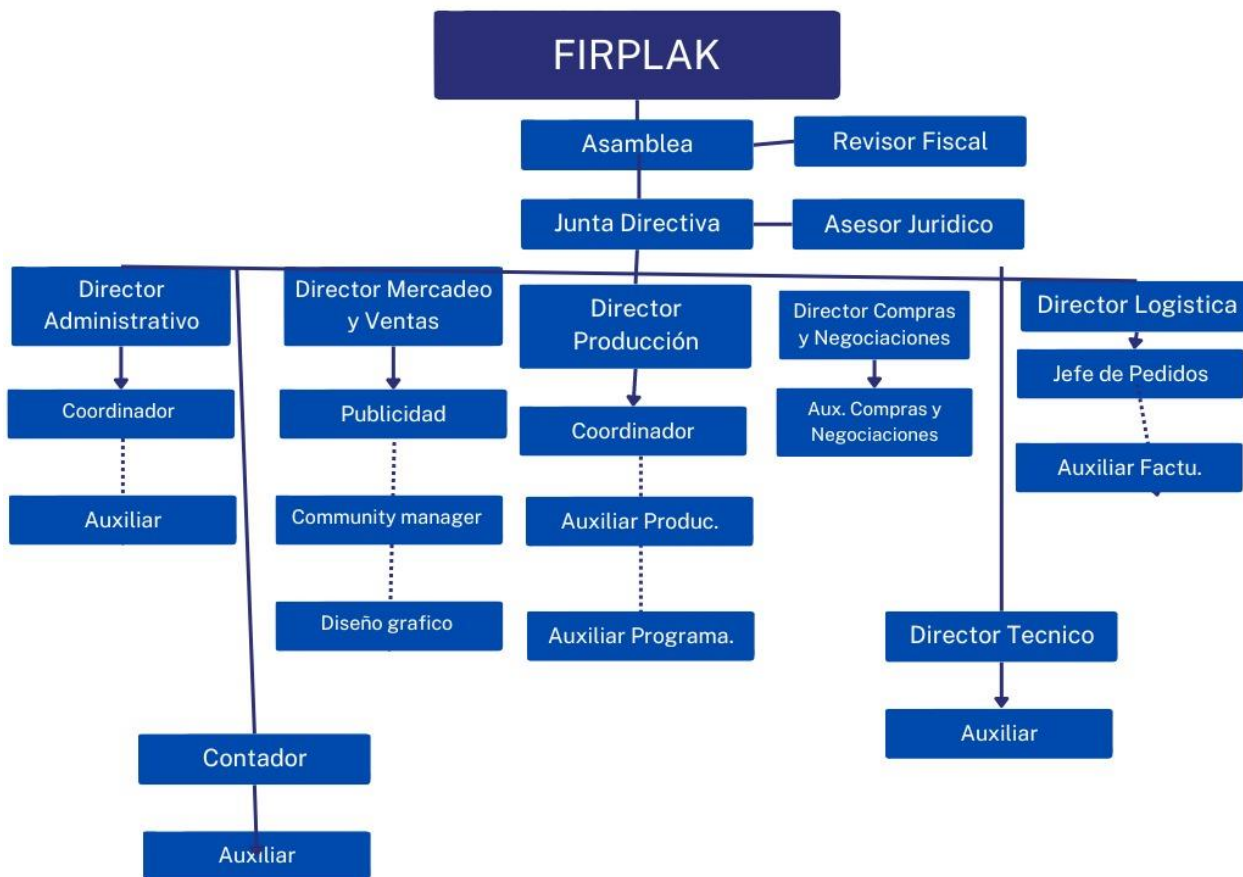 FIRPLAK
Asamblea
Revisor Fiscal
Junta Directiva
Asesor Juridico
Director
Administrativo
Coordinador
Auxiliar
Director Mercadeo
y Ventas
Publicidad
Community manager
Diseño grafico
Director
Producción
Coordinador
Auxiliar Produc.
Auxiliar Programa.
Director Compras
y Negociaciones
Aux. Compras y
Negociaciones
Director Logistica
Jefe de Pedidos
Auxiliar Factu.
Director Tecnico
Auxiliar
Contador
Auxiliar